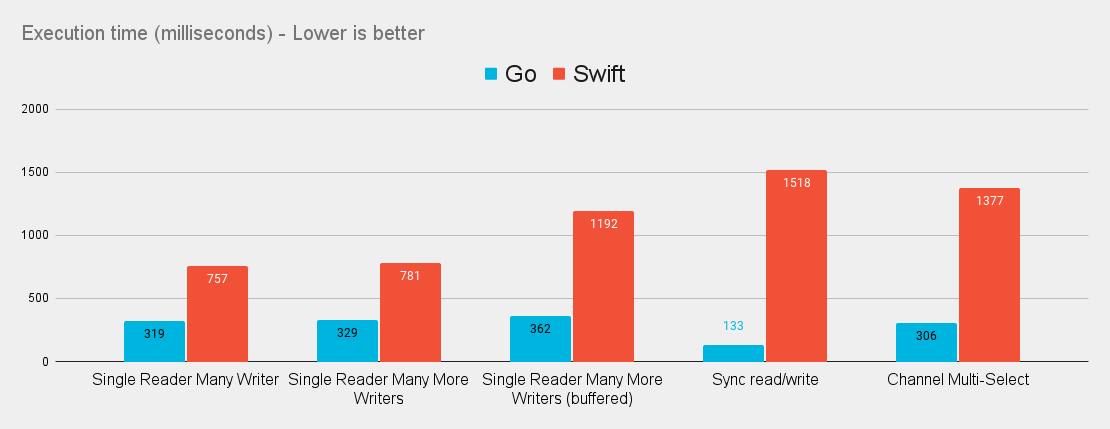 Execution time (milliseconds) - Lower is better
Go Swift
2000
1500
1000
500
0
319 757
329 781
362 1192
133 1518
306 1377
Single Reader Many Writer
Single Reader Many More
Writers
Single Reader Many More
Writers (buffered)
Sync read/write
Channel Multi-Select